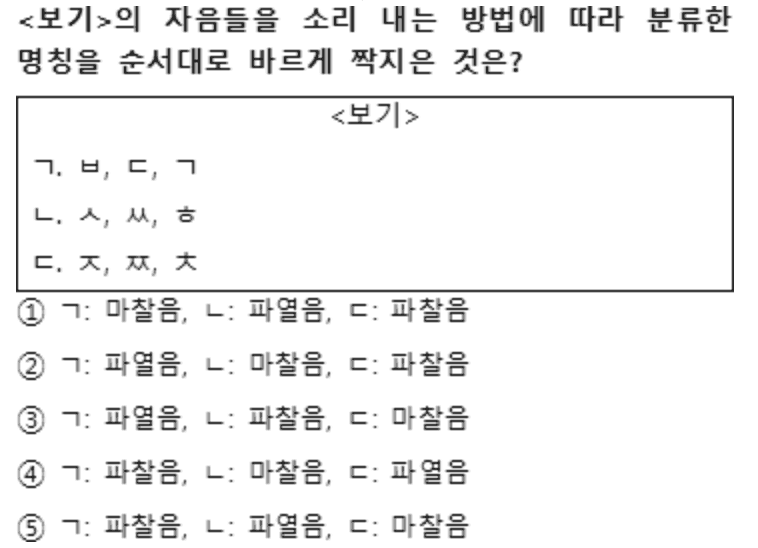 <보기>의 자음들을 소리 내는 방법에 따라 분류한
명칭을 순서대로 바르게 짝지은 것은?
<보기>
ㄱ. ㅂ, ㄷ, ㄱ
ㄴ. ㅅ, ㅆ, ㅎ
ㄷ. ㅈ, ㅉ, ㅊ
① ㄱ: 마찰음, ㄴ: 파열음, ㄷ: 파찰음
② ㄱ: 파열음, ㄴ: 마찰음, ㄷ: 파찰음
③ ㄱ: 파열음, ㄴ: 파찰음, ㄷ: 마찰음
④ ㄱ: 파찰음, ㄴ: 마찰음, ㄷ: 파열음
⑤ ㄱ: 파찰음, ㄴ: 파열음, ㄷ: 마찰음